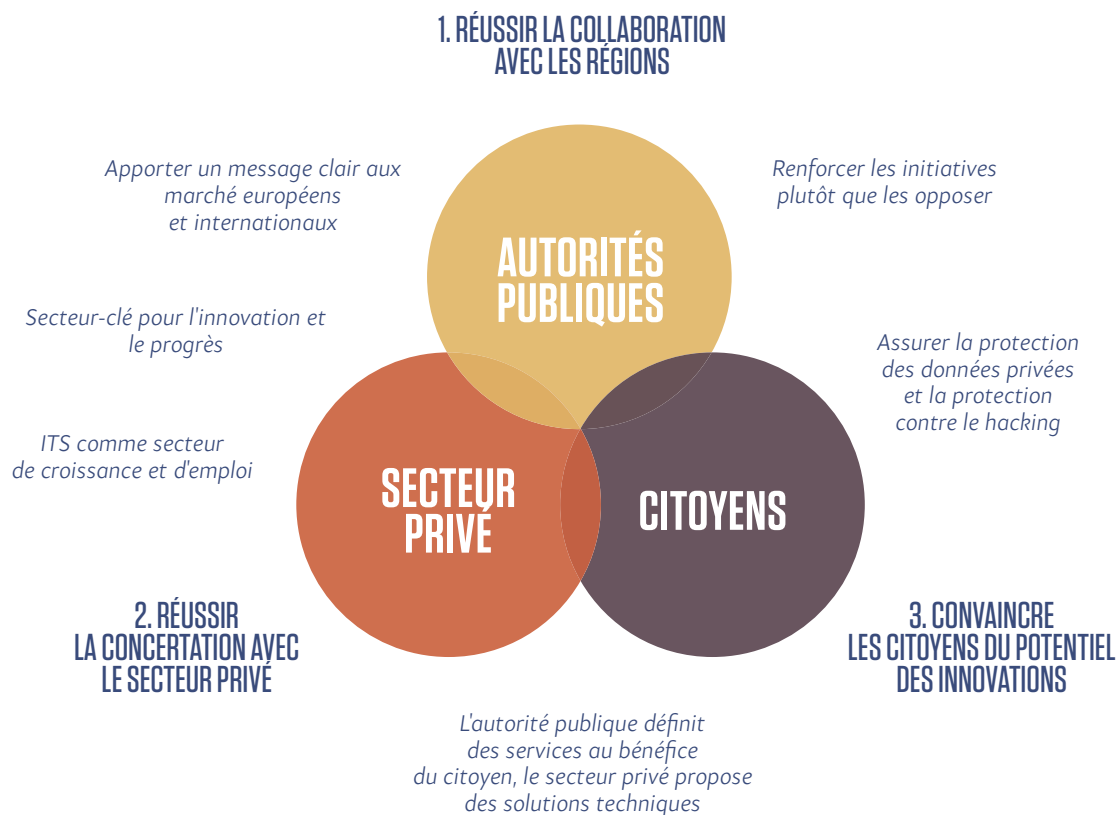 1. RÉUSSIR LA COLLABORATION
AVEC LES RÉGIONS
Apporter un message clair aux
marché européens
et internationaux
Renforcer les initiatives
plutôt que les opposer
AUTORITÉS
PUBLIQUES
Secteur-clé pour l'innovation et
le progrès
Assurer la protection
des données privées
et la protection
contre le hacking
ITS comme secteur
de croissance et d'emploi
SECTEUR
PRIVÉ
CITOYENS
2. RÉUSSIR
LA CONCERTATION AVEC
LE SECTEUR PRIVÉ
3. CONVAINCRE
LES CITOYENS DU POTENTIEL
DES INNOVATIONS
L'autorité publique définit
des services au bénéfice
du citoyen, le secteur privé propose
des solutions techniques